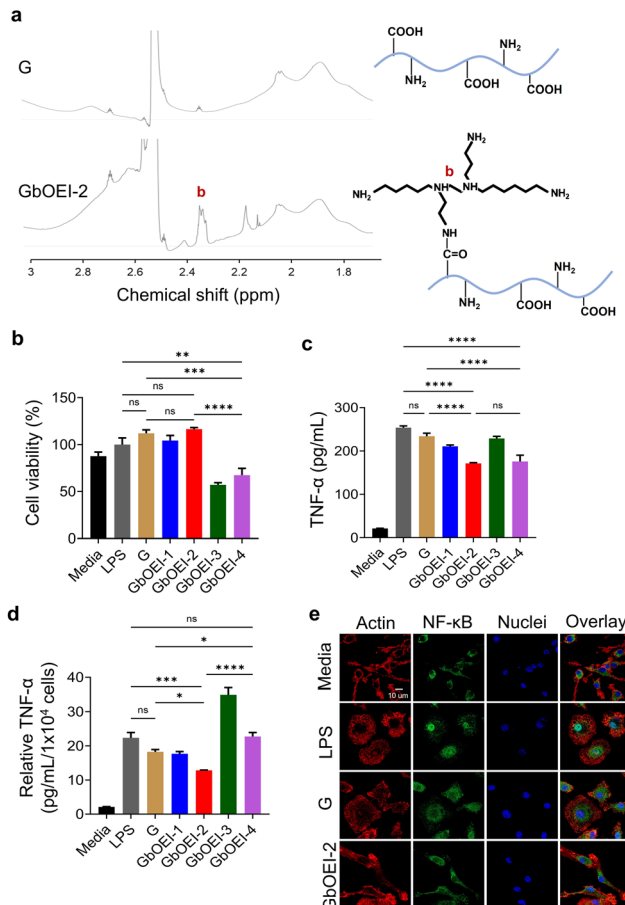 a
G
GbOEI-2
b
3 2.8 2.6 2.4 2.2 2 1.8
Chemical shift (ppm)
COOH
NH2
NH2
COOH
COOH
NH2
b
NH2
NH
NH
NH2
NH
C=O
NH2
NH2
COOH
COOH
b
Cell viability (%)
150
100
50
0
**
***
ns
ns
ns
****
Media
LPS
G
GbOEI-1
GbOEI-2
GbOEI-3
GbOEI-4
c
TNF-α (pg/mL)
400
300
200
100
0
****
****
****
ns
****
ns
Media
LPS
G
GbOEI-1
GbOEI-2
GbOEI-3
GbOEI-4
d
Relative TNF-α
(pg/mL/1x10⁴ cells)
40
30
20
10
0
ns
*
***
****
*
ns
Media
LPS
G
GbOEI-1
GbOEI-2
GbOEI-3
GbOEI-4
e
Actin NF-κB Nuclei Overlay
Media
10 um
LPS
G
GbOEI-2